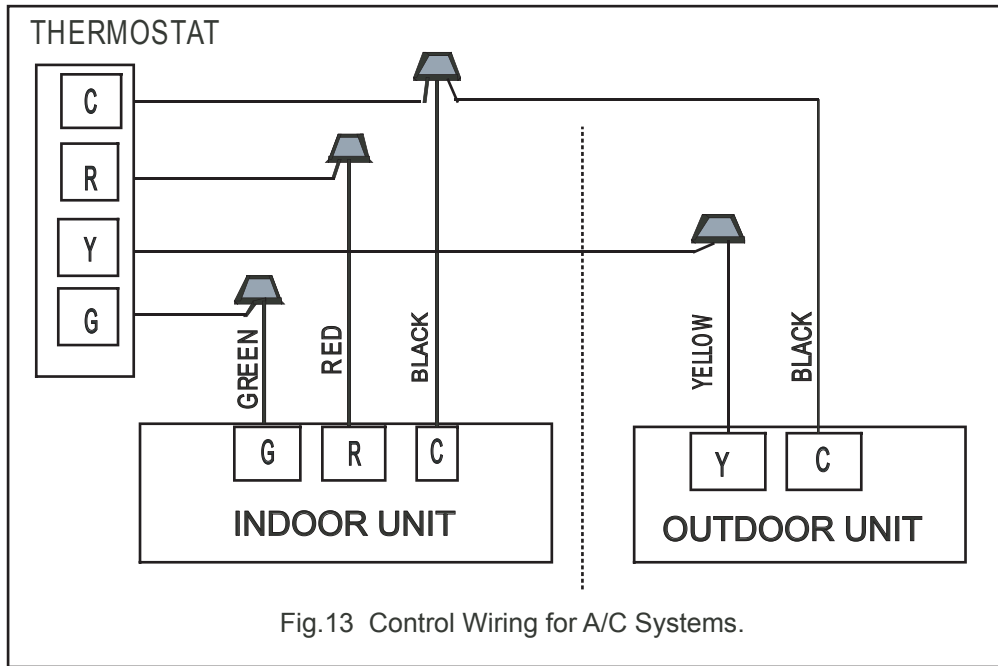 THERMOSTAT
C
R
Y
G
GREEN
RED
BLACK
YELLOW
BLACK
G R C
Y C
INDOOR UNIT
OUTDOOR UNIT
Fig.13 Control Wiring for A/C Systems.